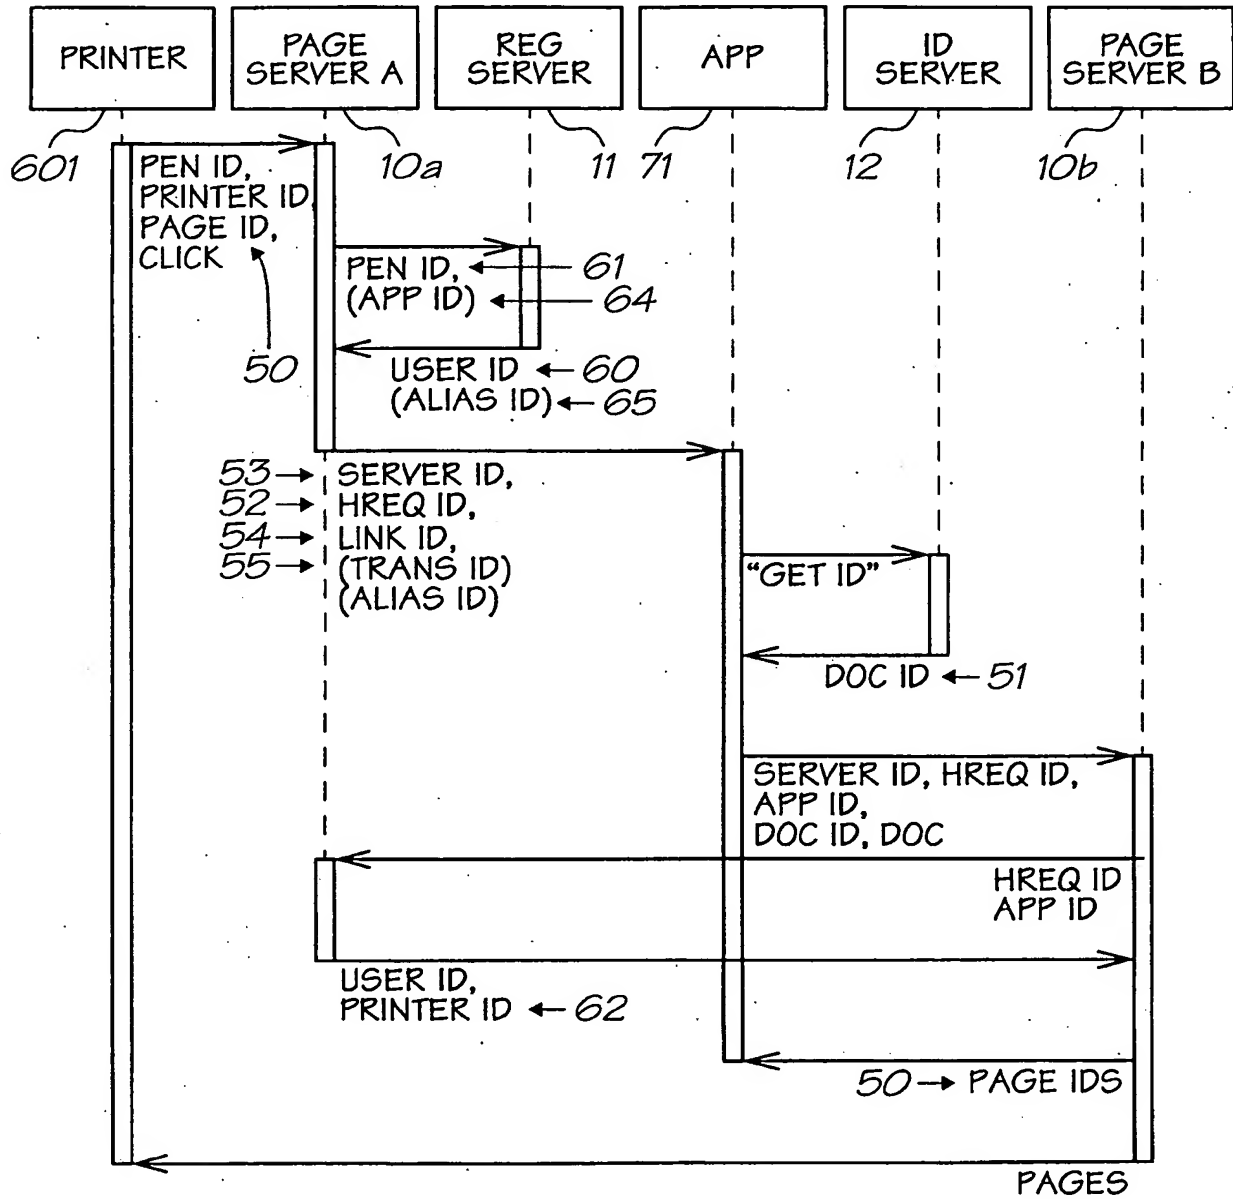 PRINTER
PAGE
SERVER A
REG
SERVER
APP
ID
SERVER
PAGE
SERVER B
601
10a
11
71
12
10b
PEN ID,
PRINTER ID,
PAGE ID,
CLICK
50
PEN ID, 61
(APP ID) 64
USER ID 60
(ALIAS ID) 65
53 SERVER ID,
52 HREQ ID,
54 LINK ID,
55 (TRANS ID)
(ALIAS ID)
"GET ID"
DOC ID 51
SERVER ID, HREQ ID,
APP ID,
DOC ID, DOC
HREQ ID
APP ID
USER ID,
PRINTER ID 62
50 PAGE IDS
PAGES